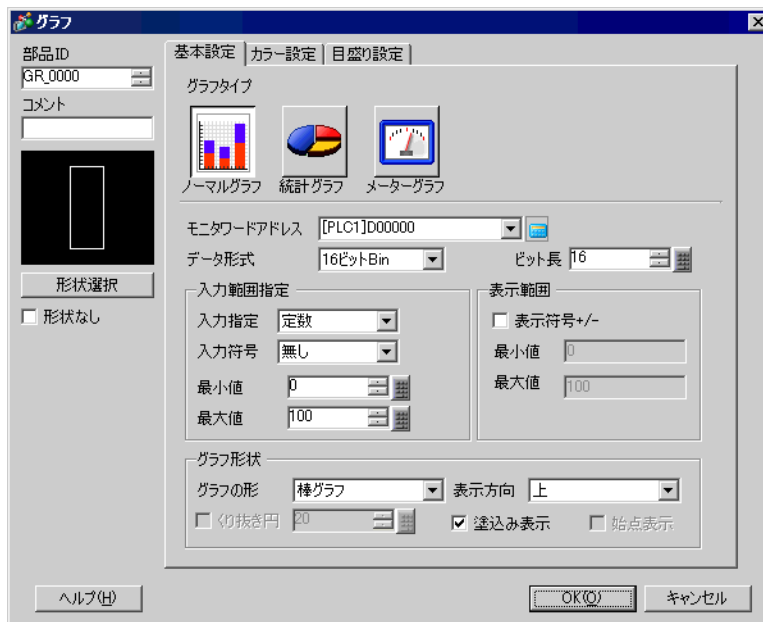 グラフ
部品ID
GR_0000
コメント
形状選択
形状なし
基本設定 カラー設定 目盛り設定
グラフタイプ
ノーマルグラフ 統計グラフ メーターグラフ
モニタワードアドレス [PLC1]D00000
データ形式 16ビットBin ビット長 16
入力範囲指定
入力指定 定数
入力符号 無し
最小値 0
最大値 100
表示範囲
表示符号+/-
最小値 0
最大値 100
グラフ形状
グラフの形 棒グラフ 表示方向 上
くり抜き円 20 塗込み表示 始点表示
ヘルプ(H) OK(O) キャンセル